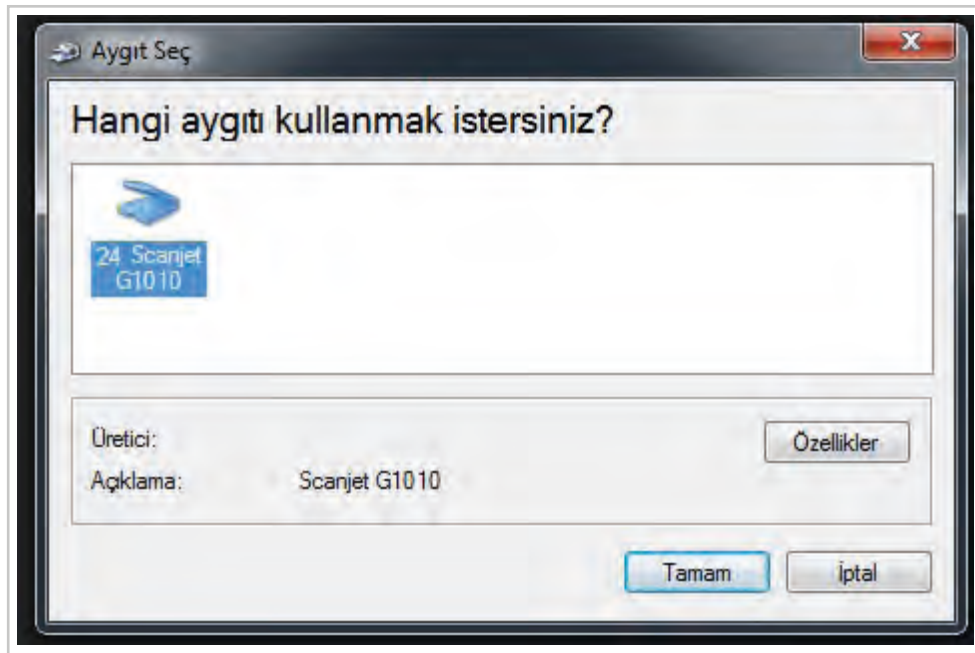 Aygıt Seç
Hangi aygıtı kullanmak istersiniz?
24 Scanjet
G1010
Üretici:
Özellikler
Açıklama: Scanjet G1010
Tamam İptal